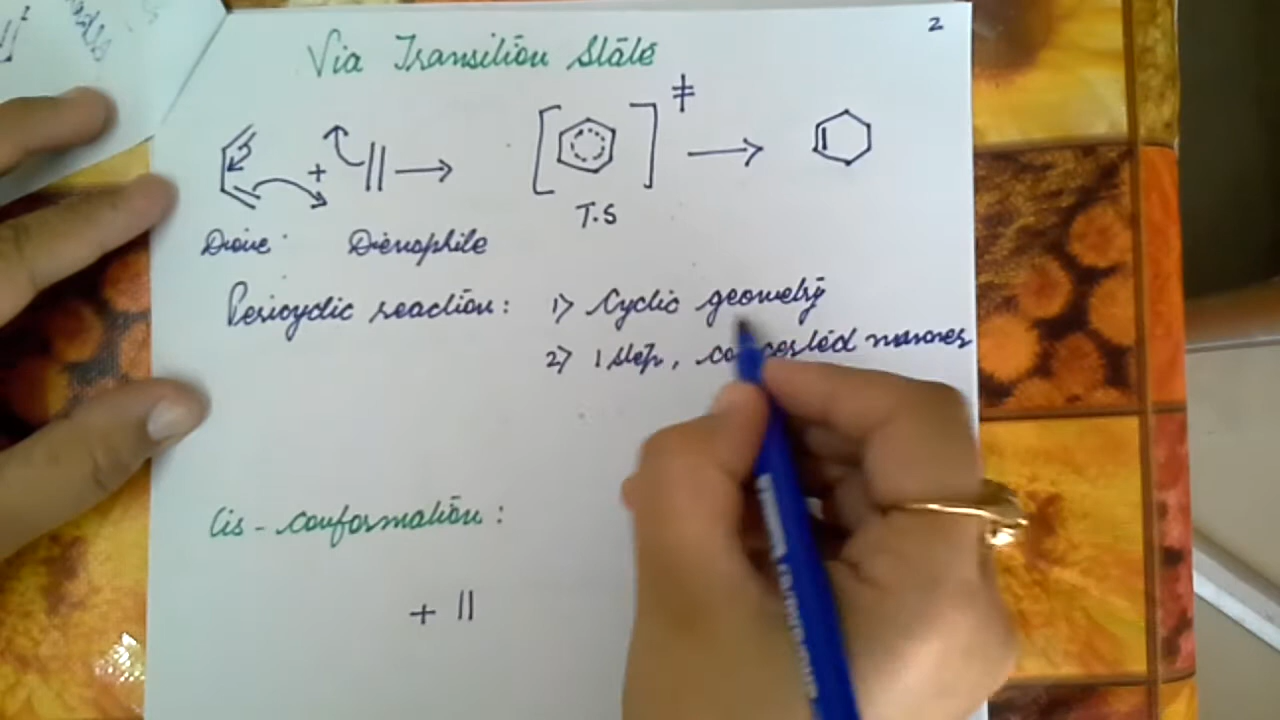 2
Via Transition State
+ ‡
T.S
Diene Dienophile
Pericyclic reaction: 1) Cyclic geometry
2) 1 step, concerted manner
Cis - conformation:
+